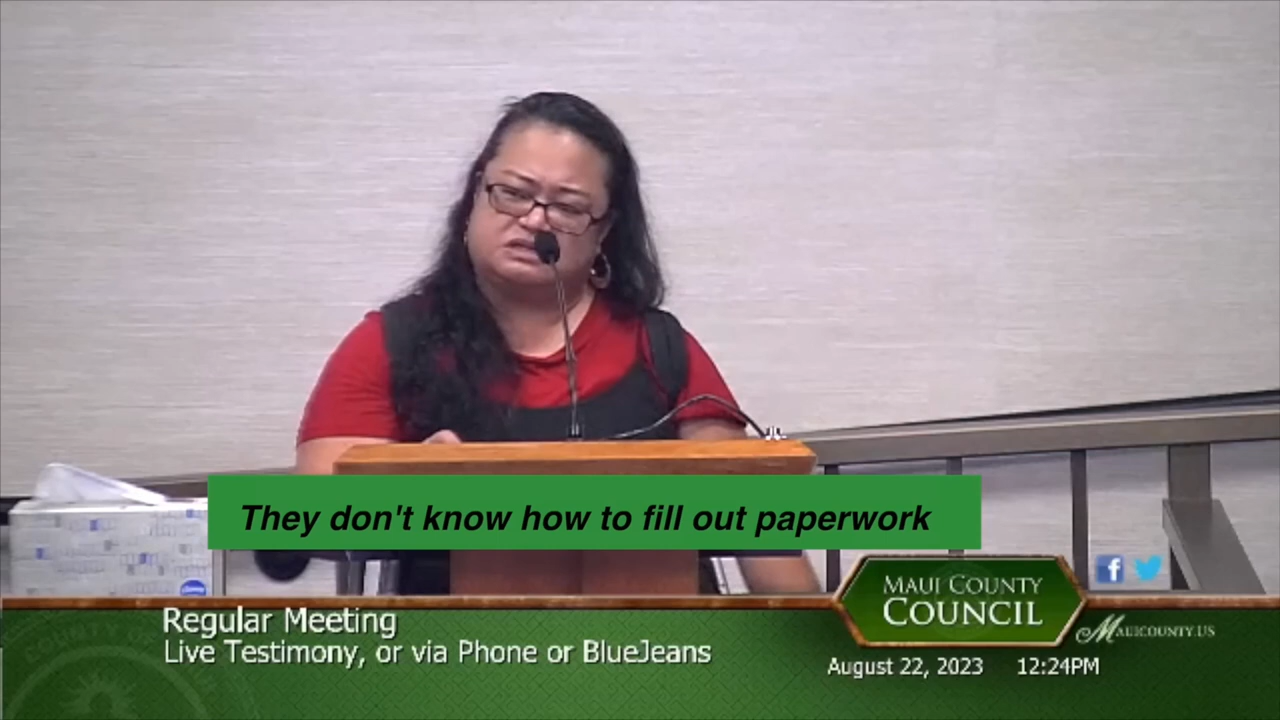 They don't know how to fill out paperwork
MAUI COUNTY
COUNCIL
MAUICOUNTY.US
Regular Meeting
Live Testimony, or via Phone or BlueJeans
August 22, 2023 12:24PM